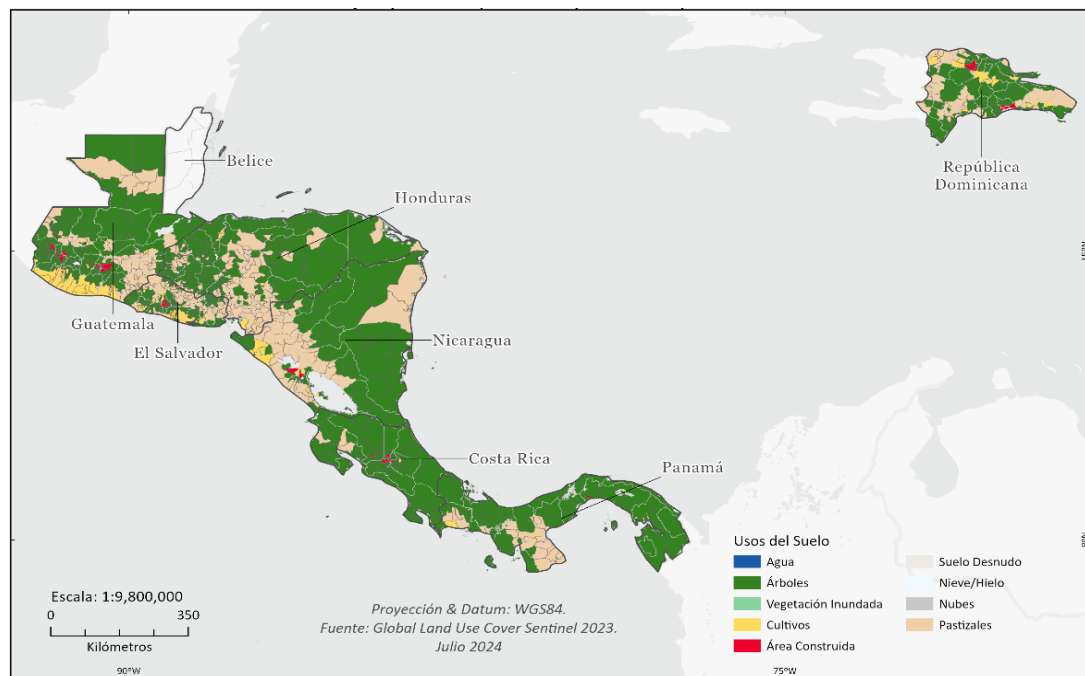 Belice
Honduras
República
Dominicana
15°N
Guatemala
El Salvador
Nicaragua
Costa Rica
Panamá
8°N
Usos del Suelo
Agua
Árboles
Vegetación Inundada
Cultivos
Área Construida
Suelo Desnudo
Nieve/Hielo
Nubes
Pastizales
Escala: 1:9,800,000
0 350
Kilómetros
Proyección & Datum: WGS84.
Fuente: Global Land Use Cover Sentinel 2023.
Julio 2024
90°W
75°W